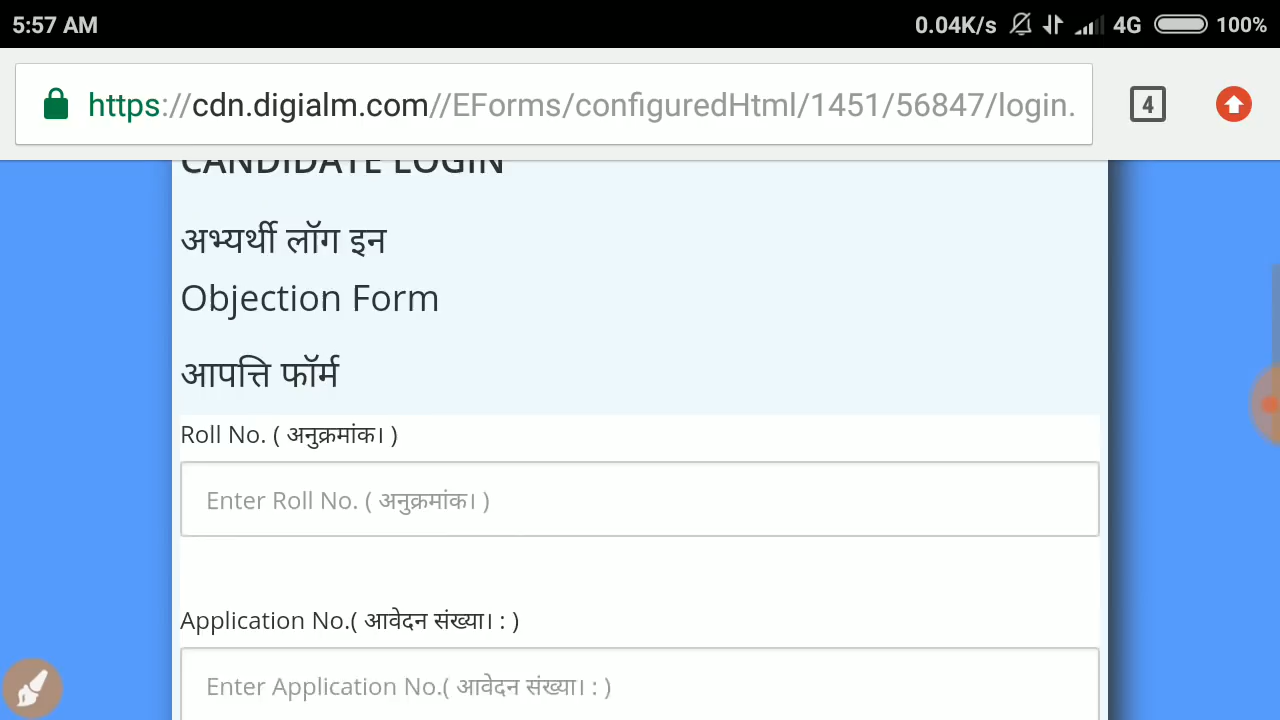 5:57 AM 0.04K/s 4G 100%
https://cdn.digialm.com//EForms/configuredHtml/1451/56847/login. 4
CANDIDATE LOGIN
अभ्यर्थी लॉग इन
Objection Form
आपत्ति फॉर्म
Roll No. ( अनुक्रमांक। )
Enter Roll No. ( अनुक्रमांक। )
Application No.( आवेदन संख्या। : )
Enter Application No.( आवेदन संख्या। : )